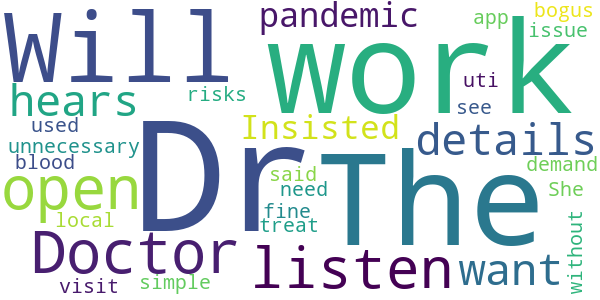 Will
work
pandemic
app
bogus
issue
hears
risks
uti
see
used
Insisted
details
unnecessary
blood
Dr
The
said
need
demand
She
open
fine
local
treat
Doctor
listen
want
without
visit
simple